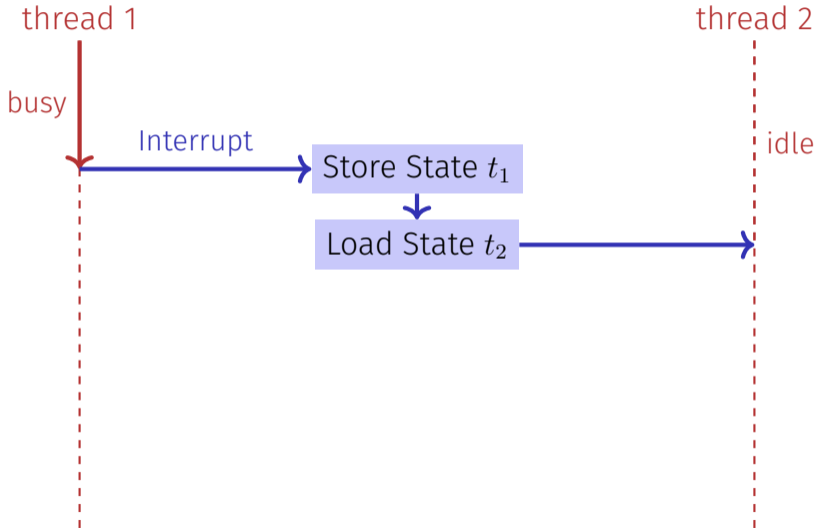 thread 1
thread 2
busy
Interrupt
idle
Store State t₁
Load State t₂